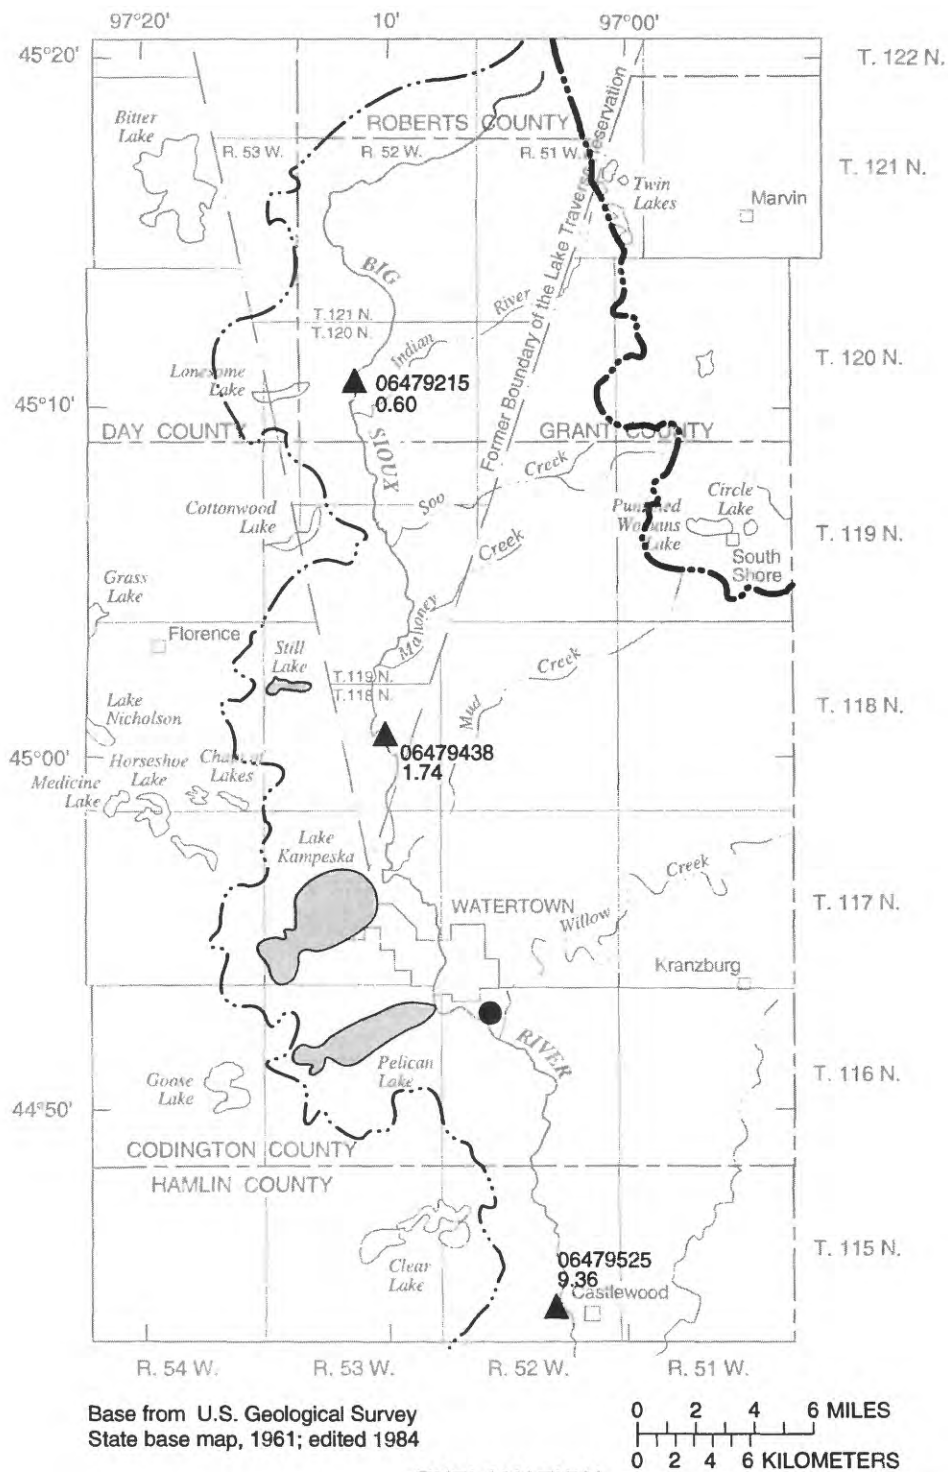 97°20'
10'
97°00'
45°20'
T. 122 N.
Bitter
Lake
ROBERTS COUNTY
R. 53 W.
R. 52 W.
R. 51 W.
T. 121 N.
Twin
Lakes
Marvin
Former Boundary of the Lake Traverse Reservation
BIG
River
T.121 N.
T.120 N.
Indian
T. 120 N.
Lonesome
Lake
06479215
0.60
45°10'
DAY COUNTY
GRANT COUNTY
SIOUX
Creek
Soo
Cottonwood
Lake
Circle
Lake
Punished
Womans
Lake
T. 119 N.
Creek
South
Shore
Grass
Lake
Mahoney
Florence
Still
Lake
Creek
T.119 N.
T.118 N.
T. 118 N.
Lake
Nicholson
Mud
45°00'
06479438
1.74
Horseshoe
Lake
Chain of
Lakes
Medicine
Lake
Lake
Kampeska
Creek
WATERTOWN
T. 117 N.
Willow
Kranzburg
RIVER
Pelican
Lake
Goose
Lake
T. 116 N.
44°50'
CODINGTON COUNTY
HAMLIN COUNTY
Clear
Lake
T. 115 N.
06479525
9.36
Castlewood
R. 54 W.
R. 53 W.
R. 52 W.
R. 51 W.
Base from U.S. Geological Survey
State base map, 1961; edited 1984
0 2 4 6 MILES
0 2 4 6 KILOMETERS